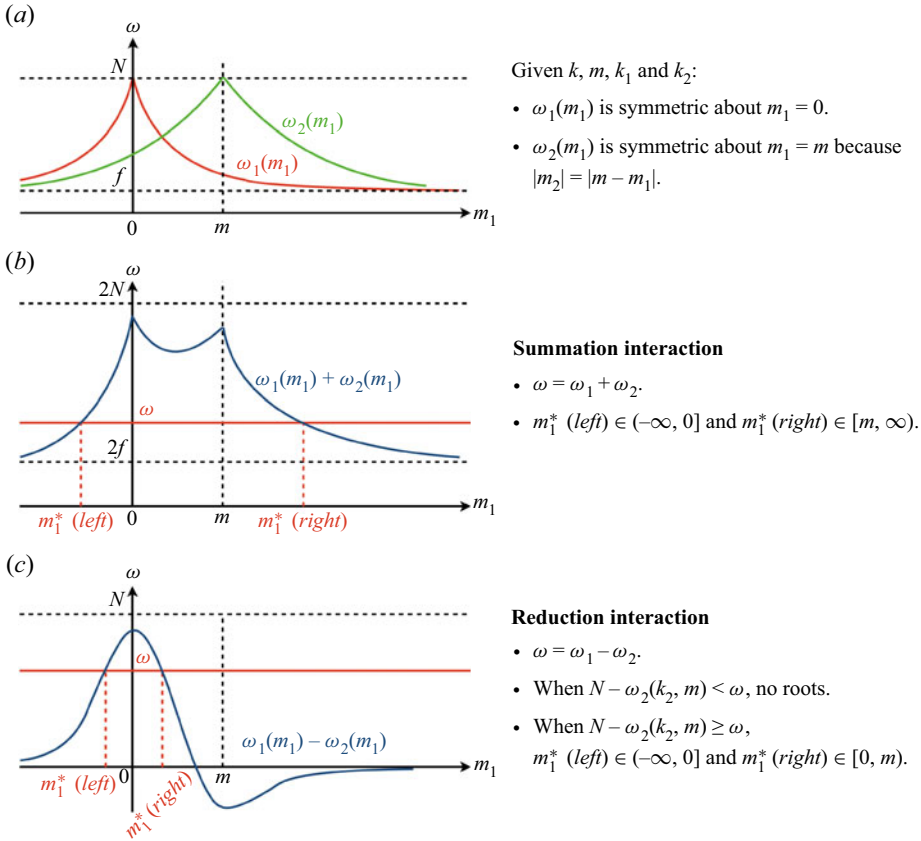 (a)
ω
N
ω₂(m₁)
ω₁(m₁)
f
0
m
m₁
Given k, m, k₁ and k₂:
• ω₁(m₁) is symmetric about m₁ = 0.
• ω₂(m₁) is symmetric about m₁ = m because
|m₂| = |m – m₁|.
(b)
ω
2N
ω₁(m₁) + ω₂(m₁)
ω
2f
0
m
m₁
m₁* (left)
m₁* (right)
Summation interaction
• ω = ω₁ + ω₂.
• m₁* (left) ∈ (–∞, 0] and m₁* (right) ∈ [m, ∞).
(c)
ω
N
ω
ω₁(m₁) – ω₂(m₁)
0
m
m₁
m₁* (left)
m₁* (right)
Reduction interaction
• ω = ω₁ – ω₂.
• When N – ω₂(k₂, m) < ω, no roots.
• When N – ω₂(k₂, m) ≥ ω,
m₁* (left) ∈ (–∞, 0] and m₁* (right) ∈ [0, m).